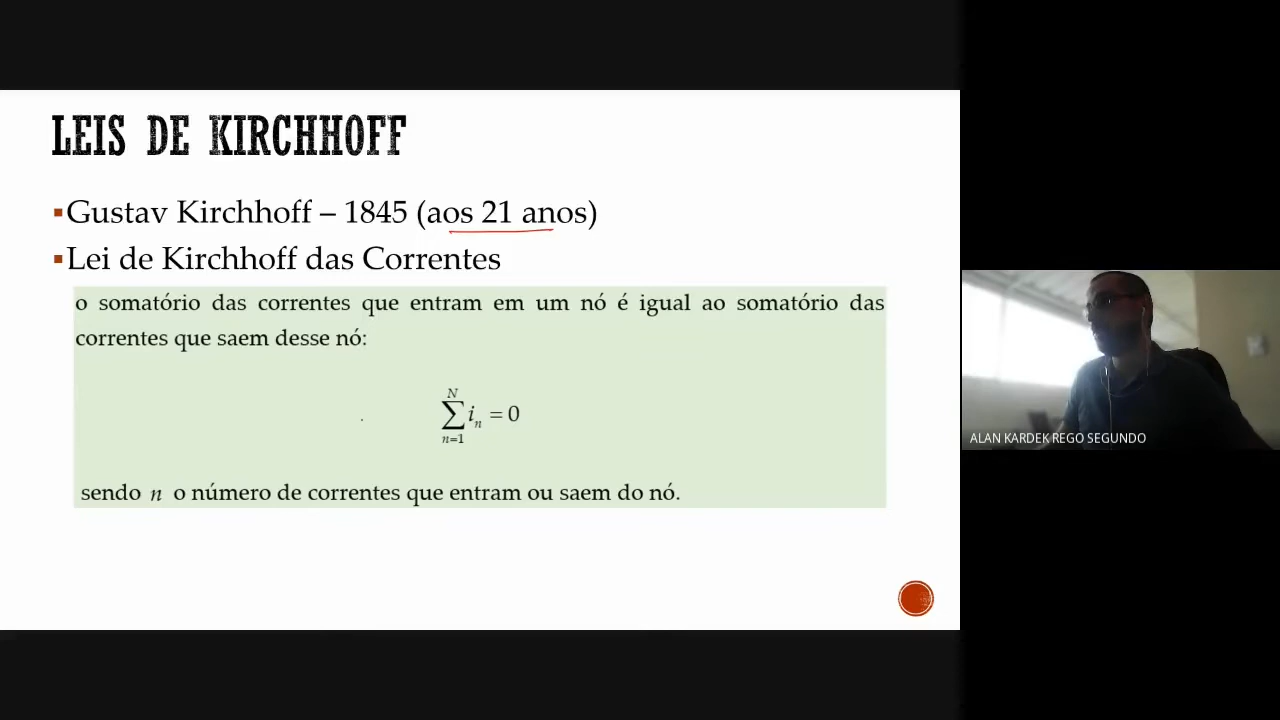 LEIS DE KIRCHHOFF
▪Gustav Kirchhoff – 1845 (aos 21 anos)
▪Lei de Kirchhoff das Correntes
o somatório das correntes que entram em um nó é igual ao somatório das
correntes que saem desse nó:
N
∑ iₙ = 0
n=1
sendo n o número de correntes que entram ou saem do nó.
ALAN KARDEK REGO SEGUNDO